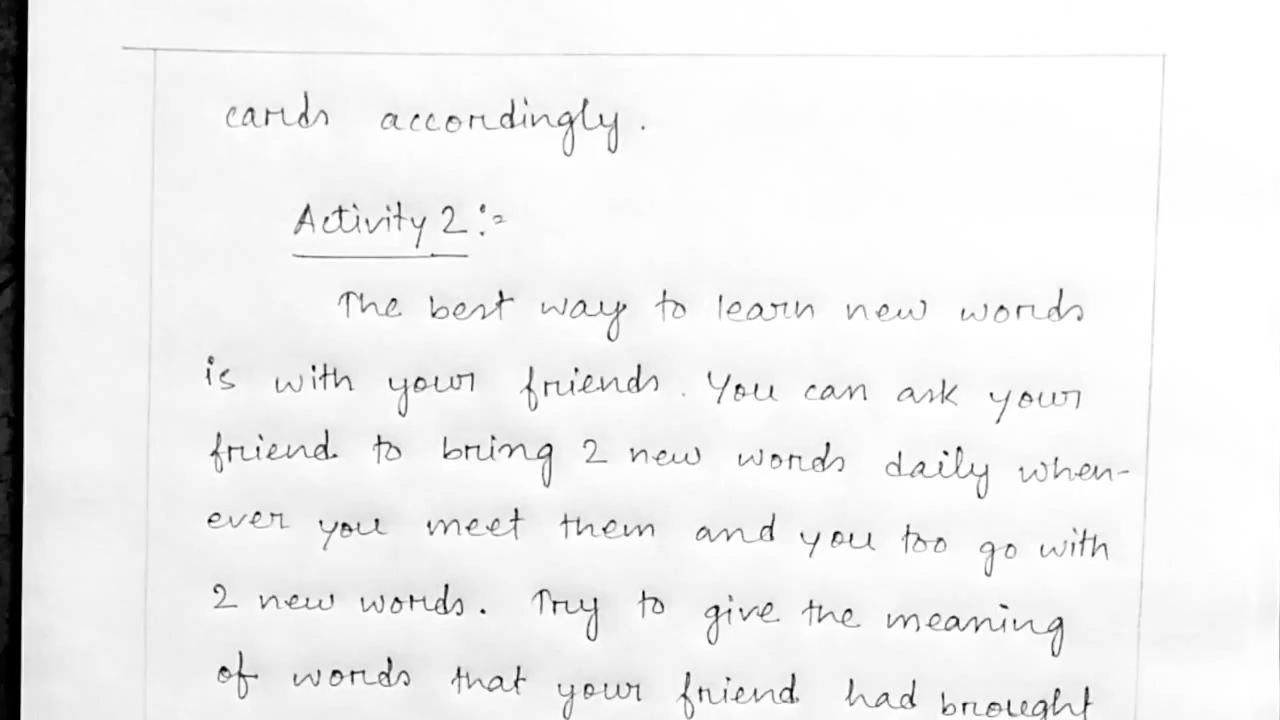 cards accordingly.
Activity 2 :-
The best way to learn new words
is with your friends. You can ask your
friend to bring 2 new words daily when-
ever you meet them and you too go with
2 new words. Try to give the meaning
of words that your friend had brought